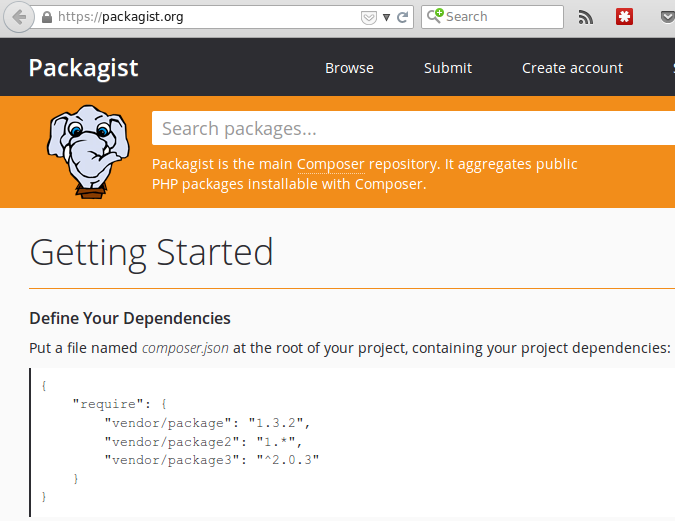 https://packagist.org
Search
Packagist
Browse
Submit
Create account
Search packages...
Packagist is the main Composer repository. It aggregates public
PHP packages installable with Composer.
Getting Started
Define Your Dependencies
Put a file named composer.json at the root of your project, containing your project dependencies:
{
"require": {
"vendor/package": "1.3.2",
"vendor/package2": "1.*",
"vendor/package3": "^2.0.3"
}
}